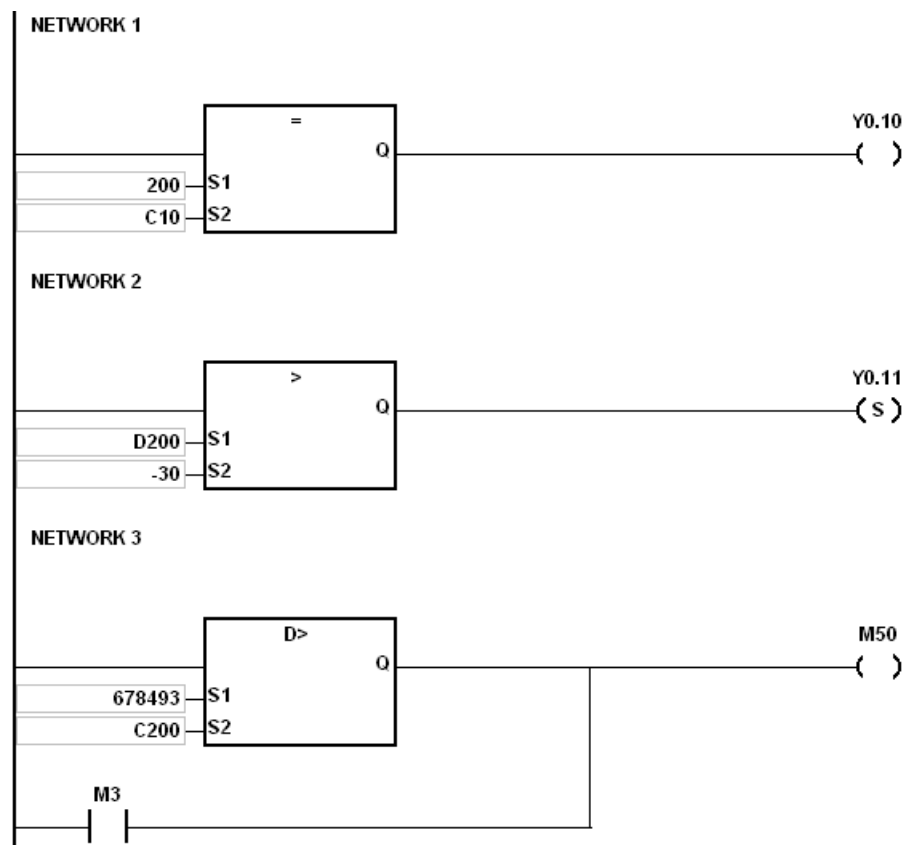 NETWORK 1
=
Q
Y0.10
( )
200
S1
C10
S2
NETWORK 2
>
Q
Y0.11
( S )
D200
S1
-30
S2
NETWORK 3
D>
Q
M50
( )
678493
S1
C200
S2
M3